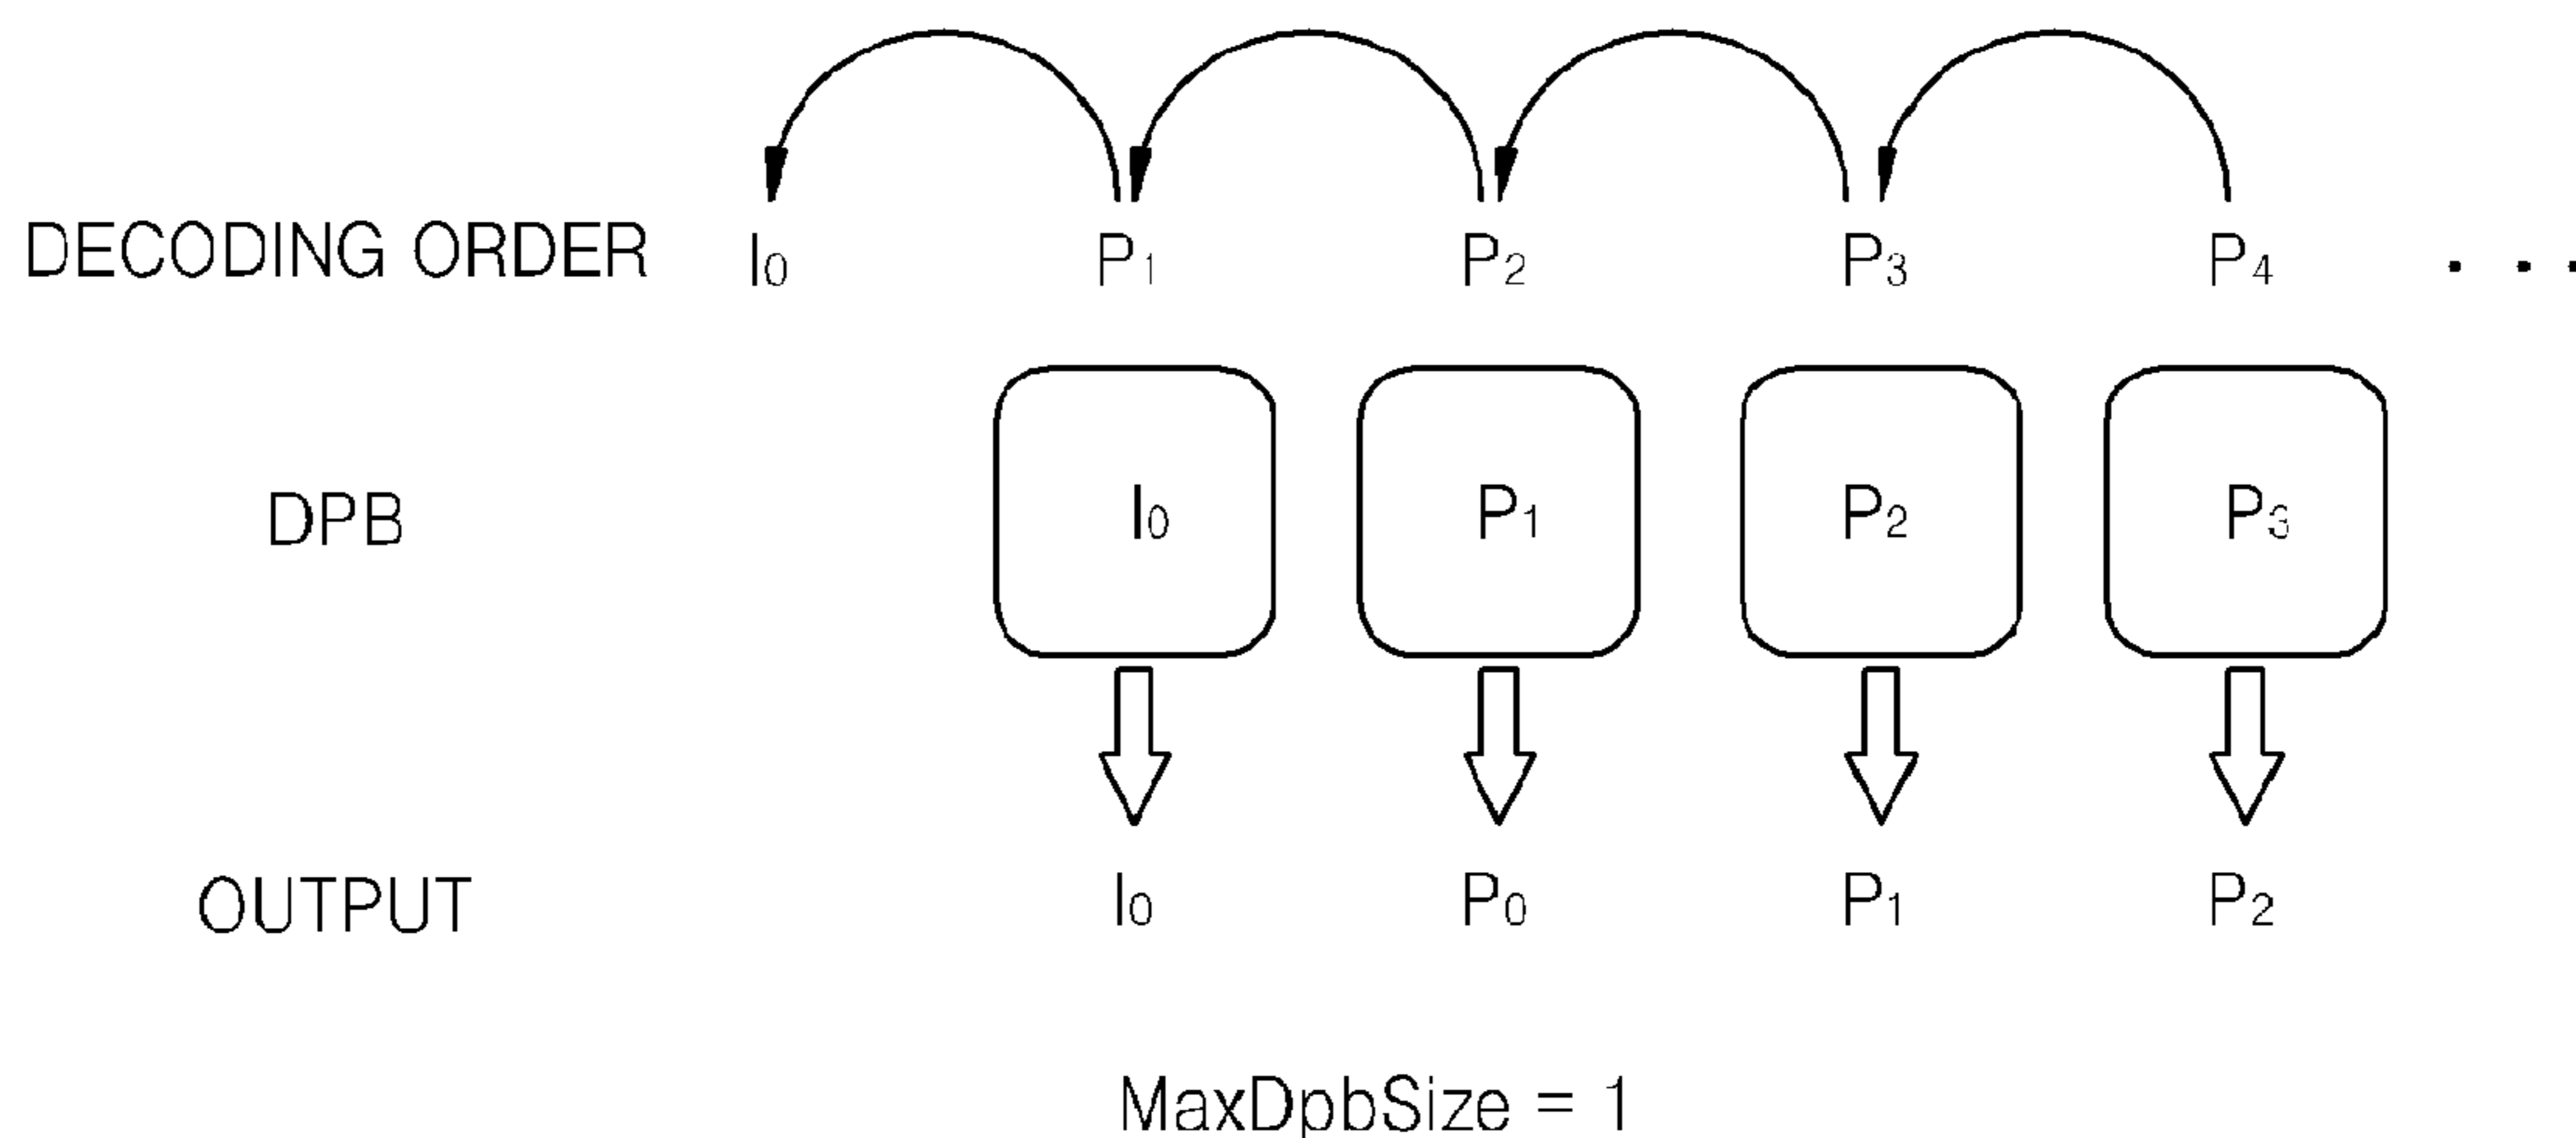 DECODING ORDER I0 P1 P2 P3 P4 . . .
DPB I0 P1 P2 P3
OUTPUT I0 P0 P1 P2
MaxDpbSize = 1